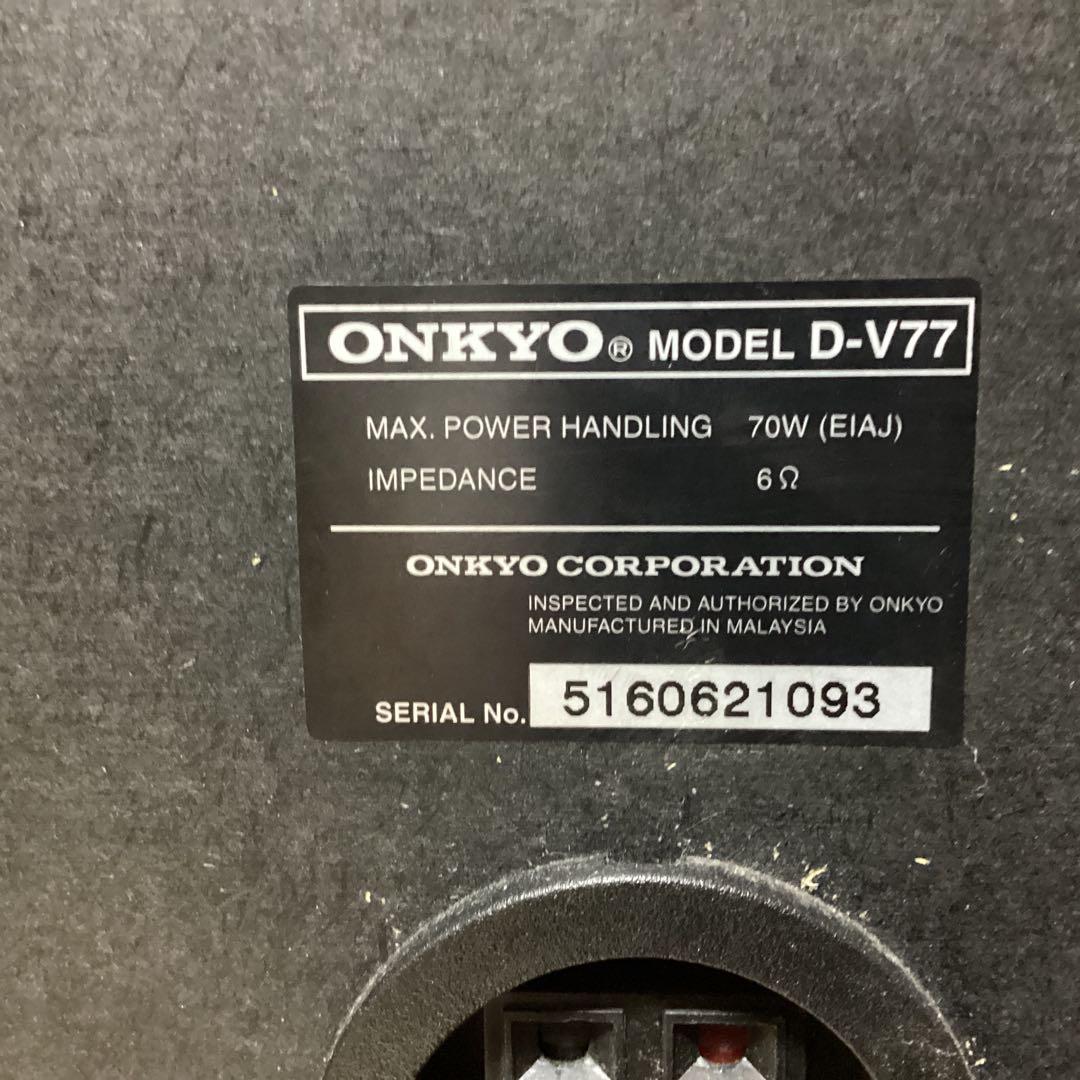 ONKYO® MODEL D-V77
MAX. POWER HANDLING 70W (EIAJ)
IMPEDANCE 6Ω
ONKYO CORPORATION
INSPECTED AND AUTHORIZED BY ONKYO
MANUFACTURED IN MALAYSIA
SERIAL No. 5160621093